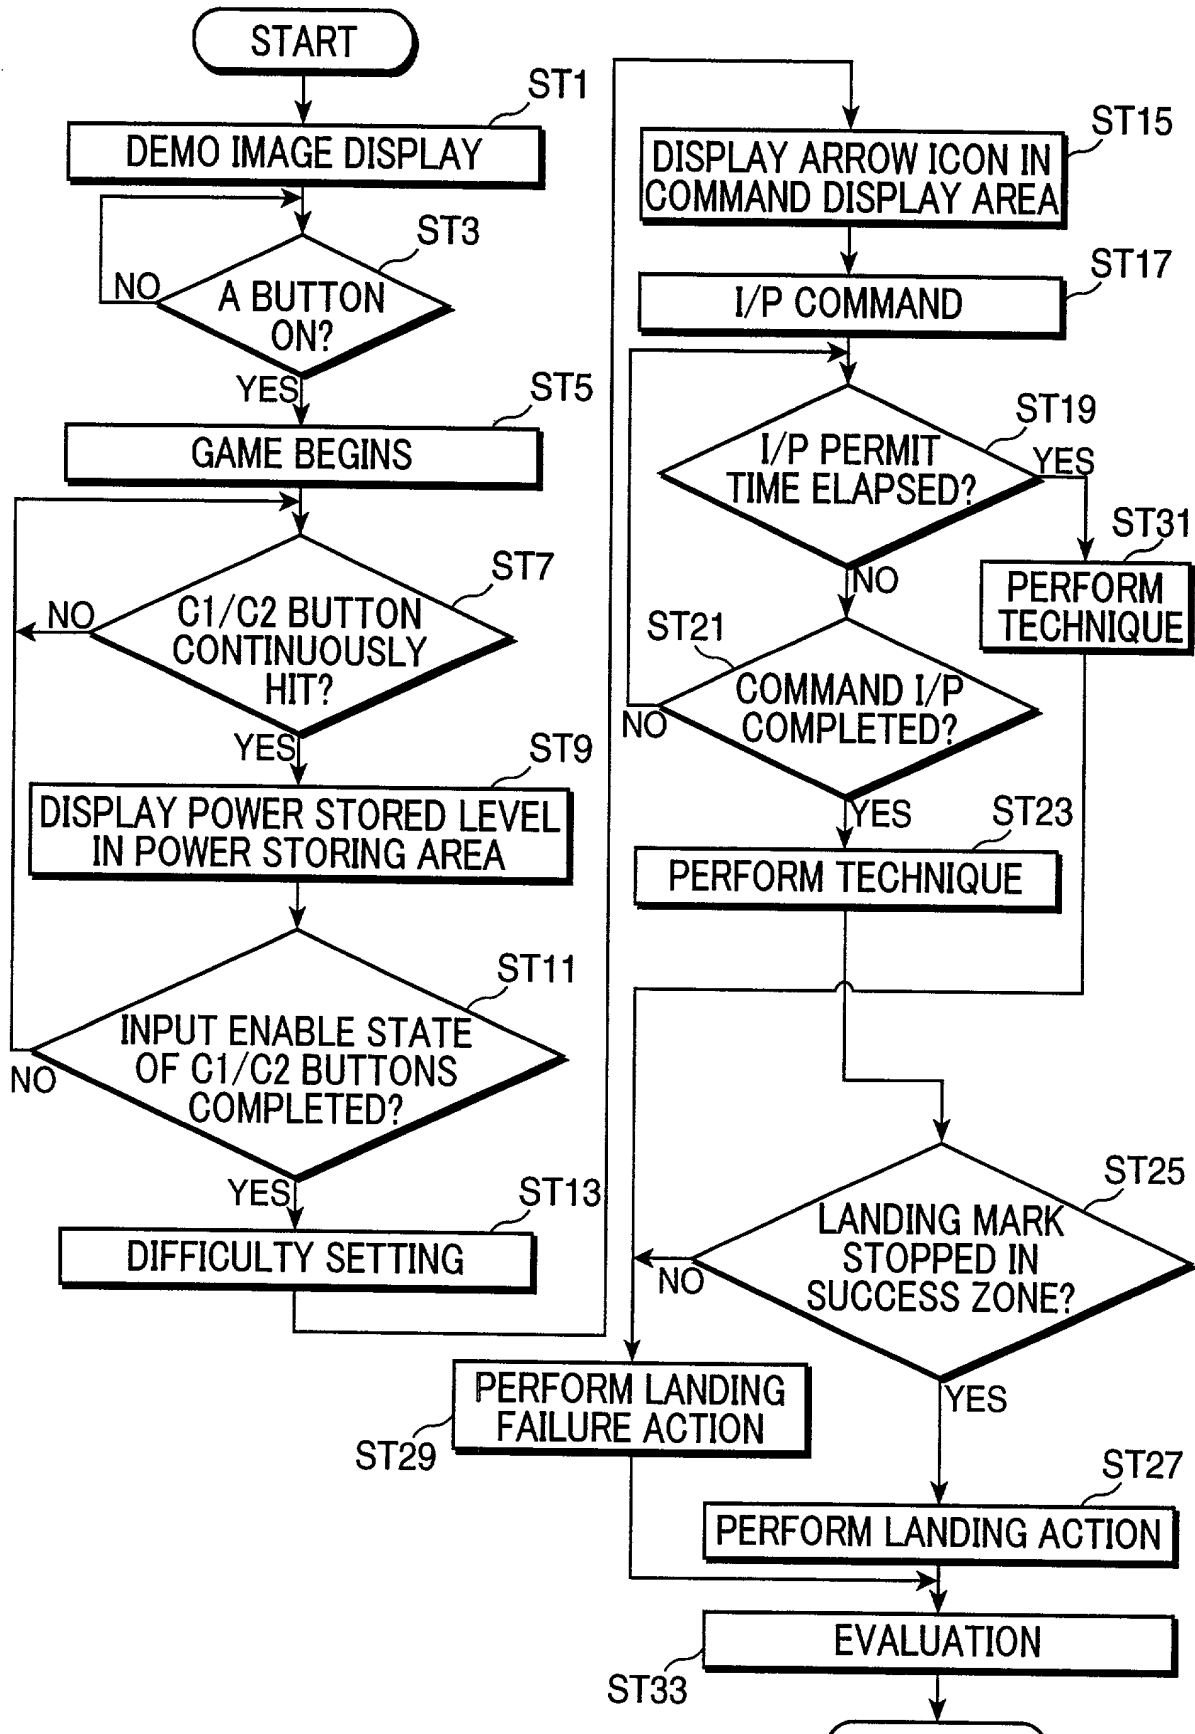 START
ST1
DEMO IMAGE DISPLAY
ST3
A BUTTON
ON?
NO
YES
ST5
GAME BEGINS
ST7
C1/C2 BUTTON
CONTINUOUSLY
HIT?
NO
YES
ST9
DISPLAY POWER STORED LEVEL
IN POWER STORING AREA
ST11
INPUT ENABLE STATE
OF C1/C2 BUTTONS
COMPLETED?
NO
YES
ST13
DIFFICULTY SETTING
ST15
DISPLAY ARROW ICON IN
COMMAND DISPLAY AREA
ST17
I/P COMMAND
ST19
I/P PERMIT
TIME ELAPSED?
YES
NO
ST31
PERFORM
TECHNIQUE
ST21
COMMAND I/P
COMPLETED?
NO
YES
ST23
PERFORM TECHNIQUE
ST25
LANDING MARK
STOPPED IN
SUCCESS ZONE?
NO
YES
PERFORM LANDING
FAILURE ACTION
ST29
ST27
PERFORM LANDING ACTION
EVALUATION
ST33